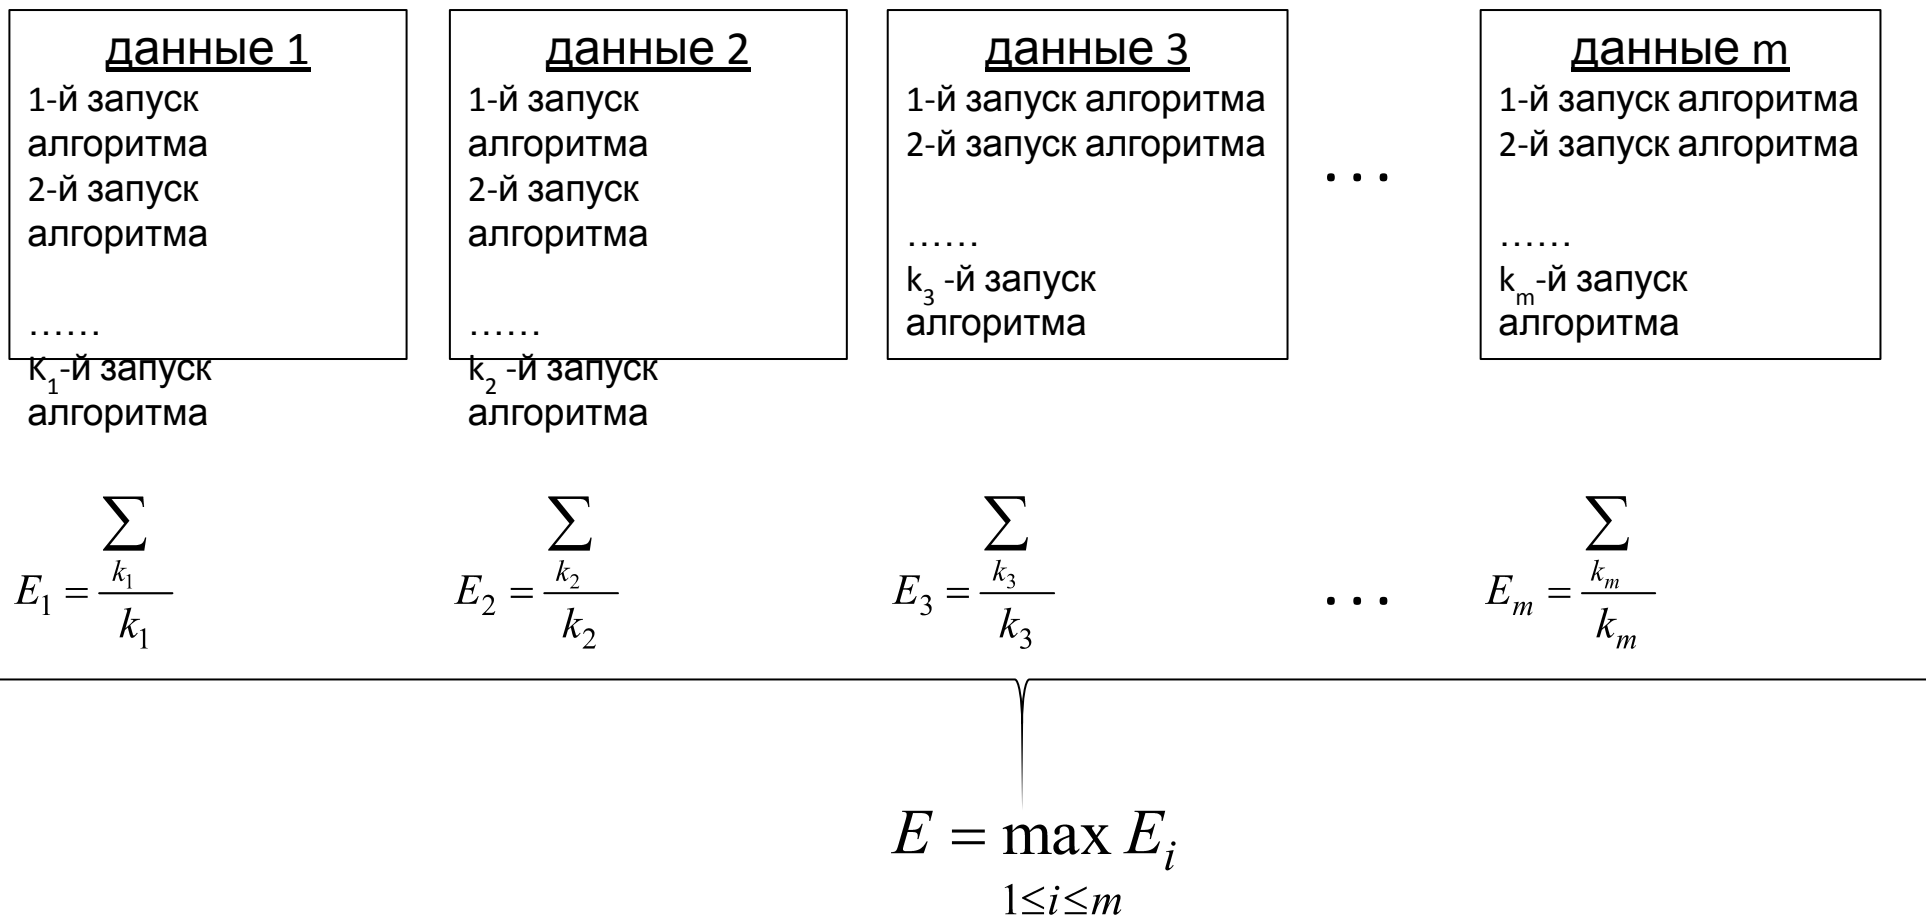 данные 1
1-й запуск
алгоритма
2-й запуск
алгоритма
……
K₁-й запуск
алгоритма
данные 2
1-й запуск
алгоритма
2-й запуск
алгоритма
……
k₂ -й запуск
алгоритма
данные 3
1-й запуск алгоритма
2-й запуск алгоритма
……
k₃ -й запуск
алгоритма
...
данные m
1-й запуск алгоритма
2-й запуск алгоритма
……
kₘ-й запуск
алгоритма
E₁ = ∑ k₁ / k₁
E₂ = ∑ k₂ / k₂
E₃ = ∑ k₃ / k₃
...
Eₘ = ∑ kₘ / kₘ
E = max Eᵢ
1≤i≤m